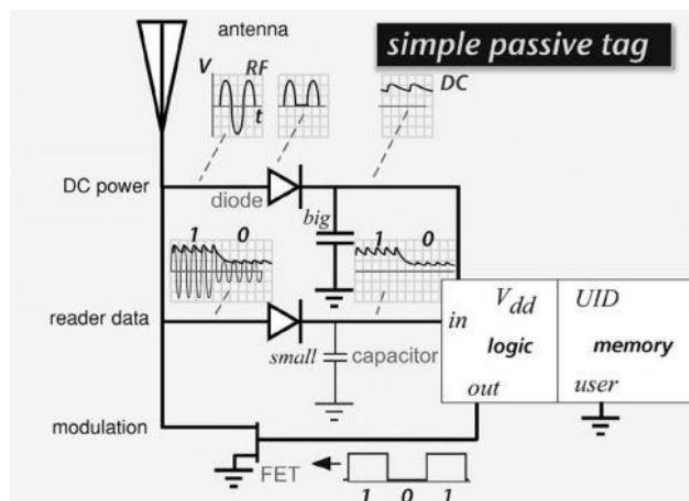 antenna
simple passive tag
V RF
t
DC
DC power
diode
big
1 0
1 0
reader data
small
capacitor
in
Vdd
UID
logic
memory
out
user
modulation
FET
1 0 1